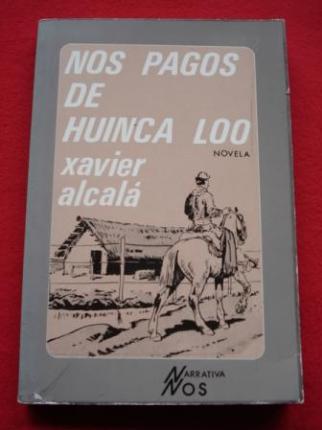 NOS PAGOS
DE
HUINCA LOO
NOVELA
xavier
alcalá
NARRATIVA
NOS